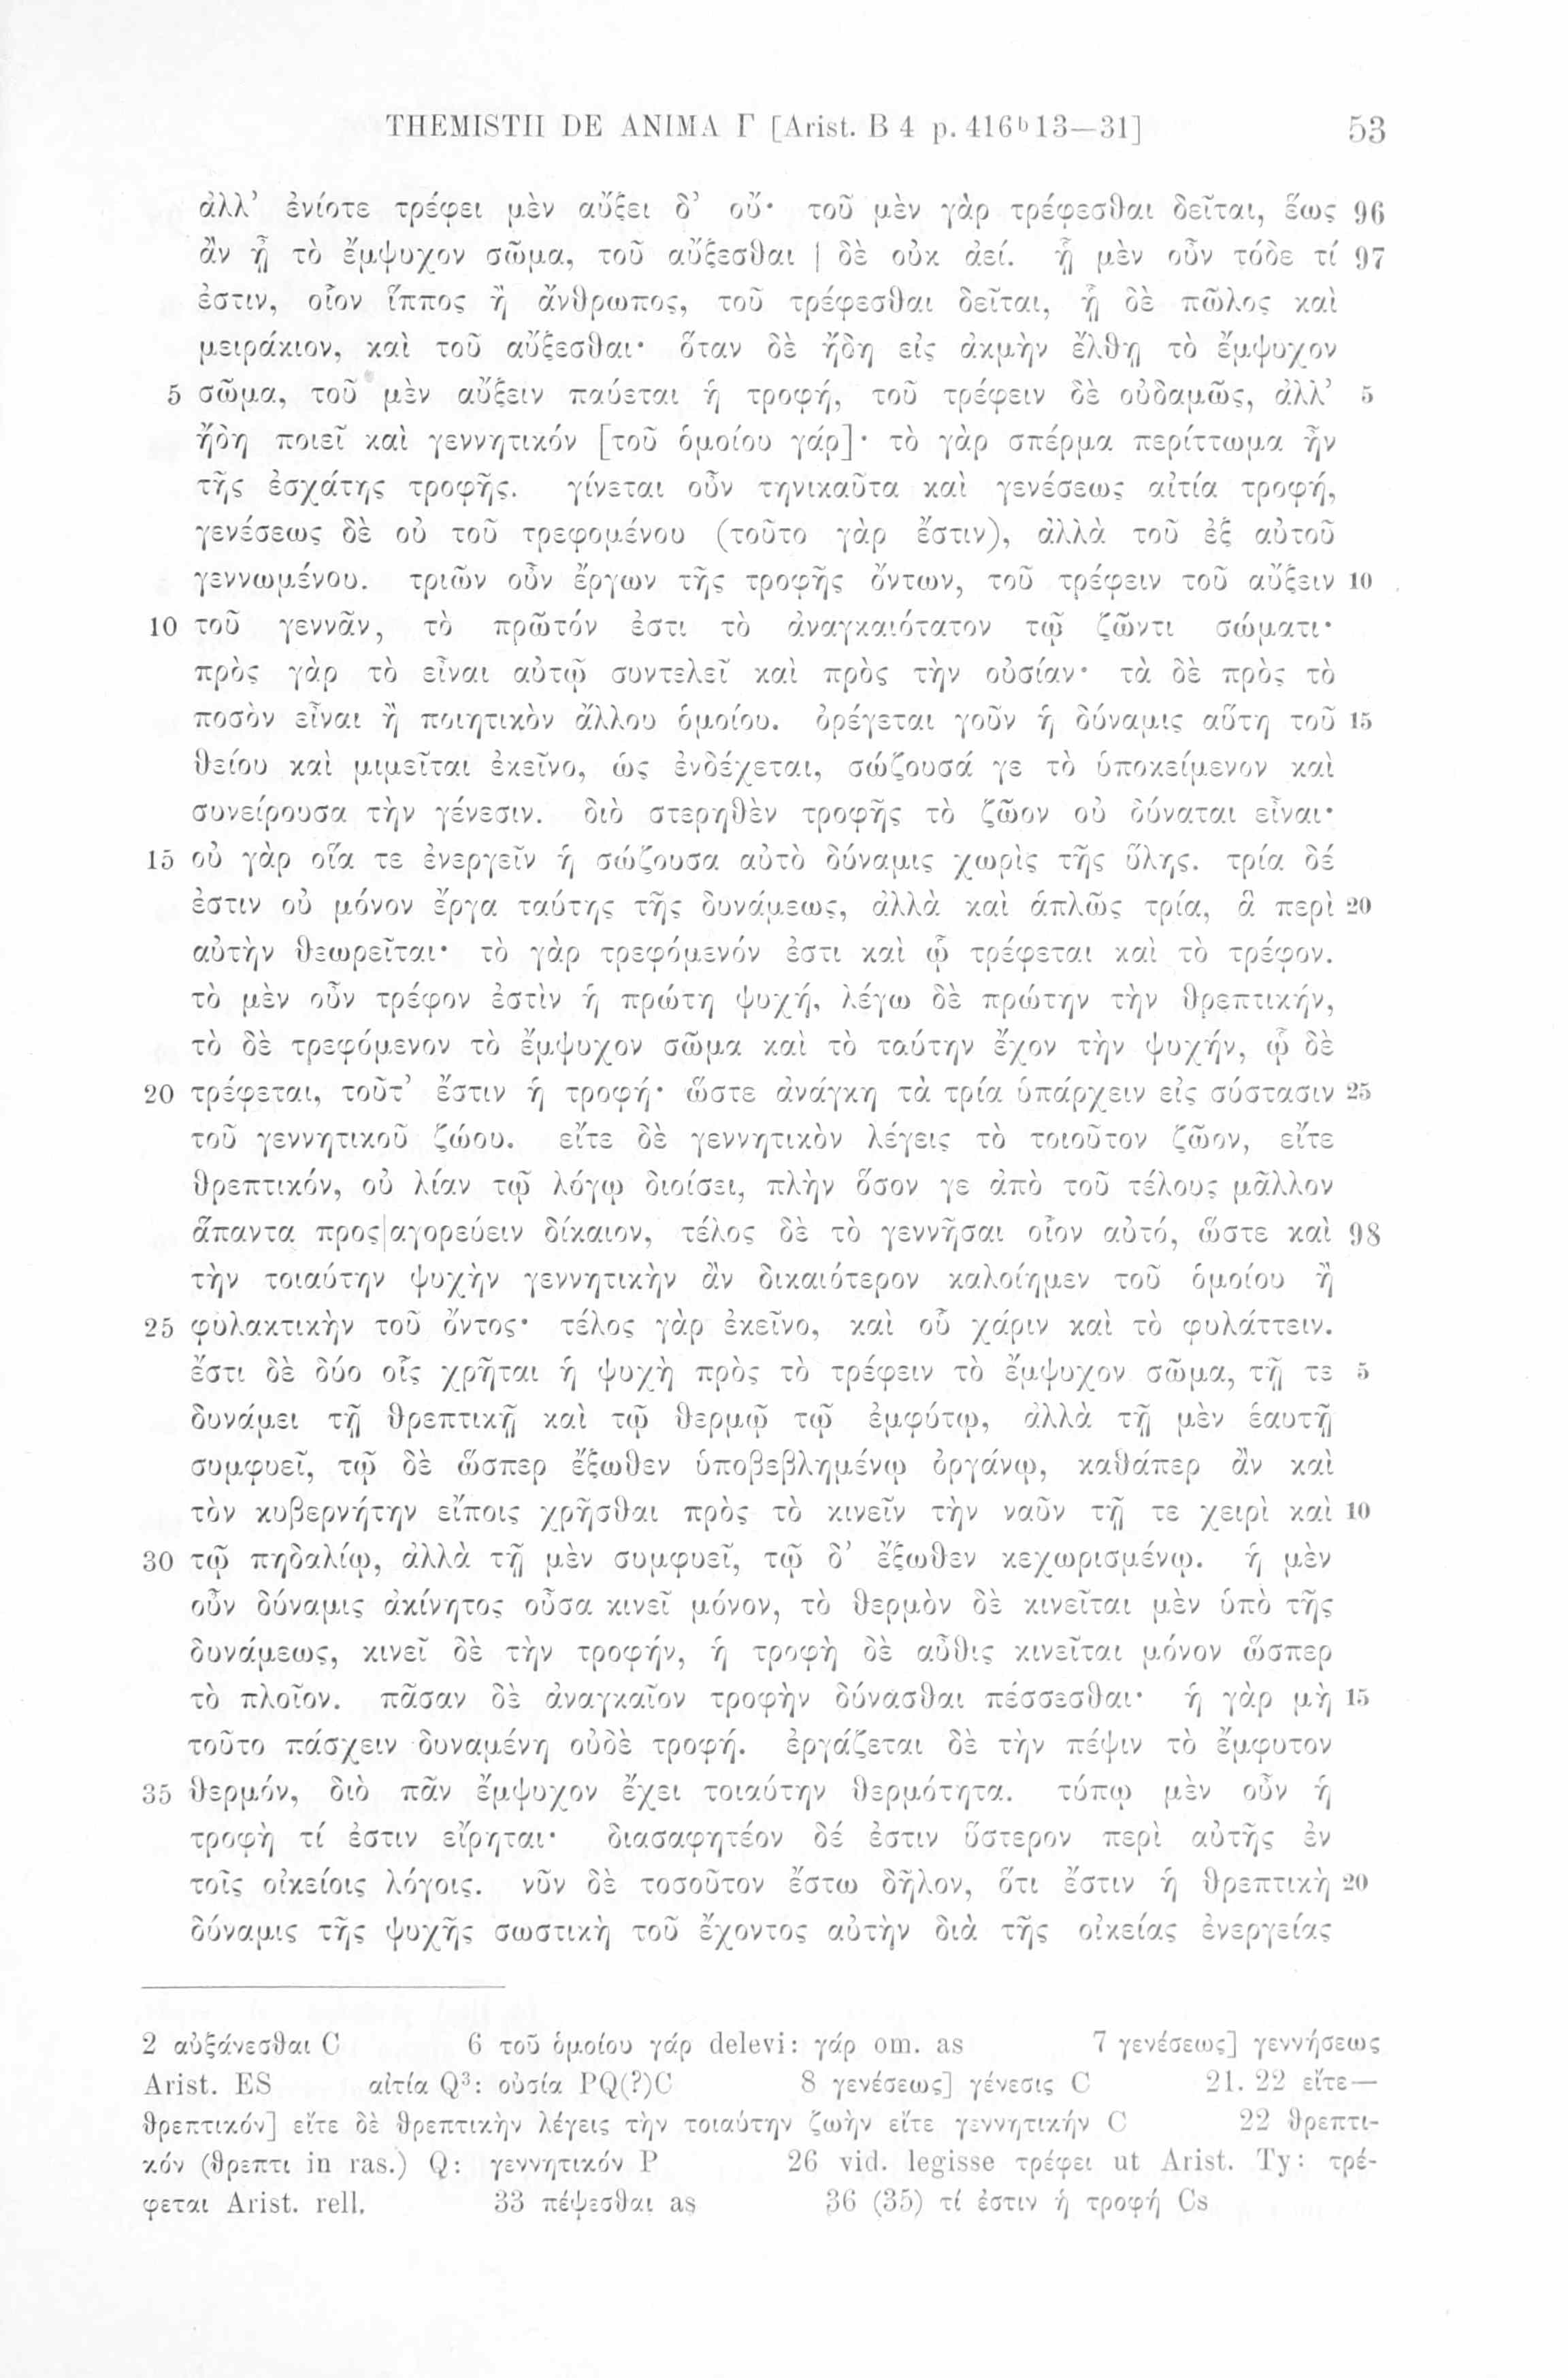 THEMISTII DE ANIMA Γ [Arist. B 4 p. 416ᵇ13—31] 53
ἀλλ’ ἐνίοτε τρέφει μὲν αὔξει δ’ οὔ· τοῦ μὲν γὰρ τρέφεσθαι δεῖται, ἕως 96
ἂν ᾖ τὸ ἔμψυχον σῶμα, τοῦ αὔξεσθαι | δὲ οὐκ ἀεί. ᾗ μὲν οὖν τόδε τί 97
ἐστιν, οἷον ἵππος ἢ ἄνθρωπος, τοῦ τρέφεσθαι δεῖται, ᾗ δὲ πῶλος καὶ
μειράκιον, καὶ τοῦ αὔξεσθαι· ὅταν δὲ ἤδη εἰς ἀκμὴν ἔλθῃ τὸ ἔμψυχον
5 σῶμα, τοῦ μὲν αὔξειν παύεται ἡ τροφή, τοῦ τρέφειν δὲ οὐδαμῶς, ἀλλ’ 5
ἤδη ποιεῖ καὶ γεννητικόν [τοῦ ὁμοίου γάρ]· τὸ γὰρ σπέρμα περίττωμα ἦν
τῆς ἐσχάτης τροφῆς. γίνεται οὖν τηνικαῦτα καὶ γενέσεως αἰτία τροφή,
γενέσεως δὲ οὐ τοῦ τρεφομένου (τοῦτο γὰρ ἔστιν), ἀλλὰ τοῦ ἐξ αὐτοῦ
γεννωμένου. τριῶν οὖν ἔργων τῆς τροφῆς ὄντων, τοῦ τρέφειν τοῦ αὔξειν 10
10 τοῦ γεννᾶν, τὸ πρῶτόν ἐστι τὸ ἀναγκαιότατον τῷ ζῶντι σώματι·
πρὸς γὰρ τὸ εἶναι αὐτῷ συντελεῖ καὶ πρὸς τὴν οὐσίαν· τὰ δὲ πρὸς τὸ
ποσὸν εἶναι ἢ ποιητικὸν ἄλλου ὁμοίου. ὀρέγεται γοῦν ἡ δύναμις αὕτη τοῦ 15
θείου καὶ μιμεῖται ἐκεῖνο, ὡς ἐνδέχεται, σώζουσά γε τὸ ὑποκείμενον καὶ
συνείρουσα τὴν γένεσιν. διὸ στερηθὲν τροφῆς τὸ ζῶον οὐ δύναται εἶναι·
15 οὐ γὰρ οἵα τε ἐνεργεῖν ἡ σώζουσα αὐτὸ δύναμις χωρὶς τῆς ὕλης. τρία δέ
ἐστιν οὐ μόνον ἔργα ταύτης τῆς δυνάμεως, ἀλλὰ καὶ ἁπλῶς τρία, ἃ περὶ 20
αὐτὴν θεωρεῖται· τὸ γὰρ τρεφόμενόν ἐστι καὶ ᾧ τρέφεται καὶ τὸ τρέφον.
τὸ μὲν οὖν τρέφον ἐστὶν ἡ πρώτη ψυχή, λέγω δὲ πρώτην τὴν θρεπτικήν,
τὸ δὲ τρεφόμενον τὸ ἔμψυχον σῶμα καὶ τὸ ταύτην ἔχον τὴν ψυχήν, ᾧ δὲ
20 τρέφεται, τοῦτ’ ἔστιν ἡ τροφή· ὥστε ἀνάγκη τὰ τρία ὑπάρχειν εἰς σύστασιν 25
τοῦ γεννητικοῦ ζώου. εἴτε δὲ γεννητικὸν λέγεις τὸ τοιοῦτον ζῶον, εἴτε
θρεπτικόν, οὐ λίαν τῷ λόγῳ διοίσει, πλὴν ὅσον γε ἀπὸ τοῦ τέλους μᾶλλον
ἅπαντα προς|αγορεύειν δίκαιον, τέλος δὲ τὸ γεννῆσαι οἷον αὐτό, ὥστε καὶ 98
τὴν τοιαύτην ψυχὴν γεννητικὴν ἂν δικαιότερον καλοίημεν τοῦ ὁμοίου ἢ
25 φυλακτικὴν τοῦ ὄντος· τέλος γὰρ ἐκεῖνο, καὶ οὗ χάριν καὶ τὸ φυλάττειν.
ἔστι δὲ δύο οἷς χρῆται ἡ ψυχὴ πρὸς τὸ τρέφειν τὸ ἔμψυχον σῶμα, τῇ τε 5
δυνάμει τῇ θρεπτικῇ καὶ τῷ θερμῷ τῷ ἐμφύτῳ, ἀλλὰ τῇ μὲν ἑαυτῇ
συμφυεῖ, τῷ δὲ ὥσπερ ἔξωθεν ὑποβεβλημένῳ ὀργάνῳ, καθάπερ ἂν καὶ
τὸν κυβερνήτην εἴποις χρῆσθαι πρὸς τὸ κινεῖν τὴν ναῦν τῇ τε χειρὶ καὶ 10
30 τῷ πηδαλίῳ, ἀλλὰ τῇ μὲν συμφυεῖ, τῷ δ’ ἔξωθεν κεχωρισμένῳ. ἡ μὲν
οὖν δύναμις ἀκίνητος οὖσα κινεῖ μόνον, τὸ θερμὸν δὲ κινεῖται μὲν ὑπὸ τῆς
δυνάμεως, κινεῖ δὲ τὴν τροφήν, ἡ τροφὴ δὲ αὖθις κινεῖται μόνον ὥσπερ
τὸ πλοῖον. πᾶσαν δὲ ἀναγκαῖον τροφὴν δύνασθαι πέσσεσθαι· ἡ γὰρ μὴ 15
τοῦτο πάσχειν δυναμένη οὐδὲ τροφή. ἐργάζεται δὲ τὴν πέψιν τὸ ἔμφυτον
35 θερμόν, διὸ πᾶν ἔμψυχον ἔχει τοιαύτην θερμότητα. τύπῳ μὲν οὖν ἡ
τροφὴ τί ἐστιν εἴρηται· διασαφητέον δέ ἐστιν ὕστερον περὶ αὐτῆς ἐν
τοῖς οἰκείοις λόγοις. νῦν δὲ τοσοῦτον ἔστω δῆλον, ὅτι ἔστιν ἡ θρεπτικὴ 20
δύναμις τῆς ψυχῆς σωστικὴ τοῦ ἔχοντος αὐτὴν διὰ τῆς οἰκείας ἐνεργείας
2 αὐξάνεσθαι C 6 τοῦ ὁμοίου γάρ delevi: γάρ om. as 7 γενέσεως] γεννήσεως
Arist. ES αἰτία Q³: οὐσία PQ(?)C 8 γενέσεως] γένεσις C 21. 22 εἴτε—
θρεπτικόν] εἴτε δὲ θρεπτικὴν λέγεις τὴν τοιαύτην ζωὴν εἴτε γεννητικήν C 22 θρεπτι-
κόν (θρεπτι in ras.) Q: γεννητικόν P 26 vid. legisse τρέφει ut Arist. Ty: τρέ-
φεται Arist. rell. 33 πέψεσθαι as 36 (35) τί ἐστιν ἡ τροφή Cs